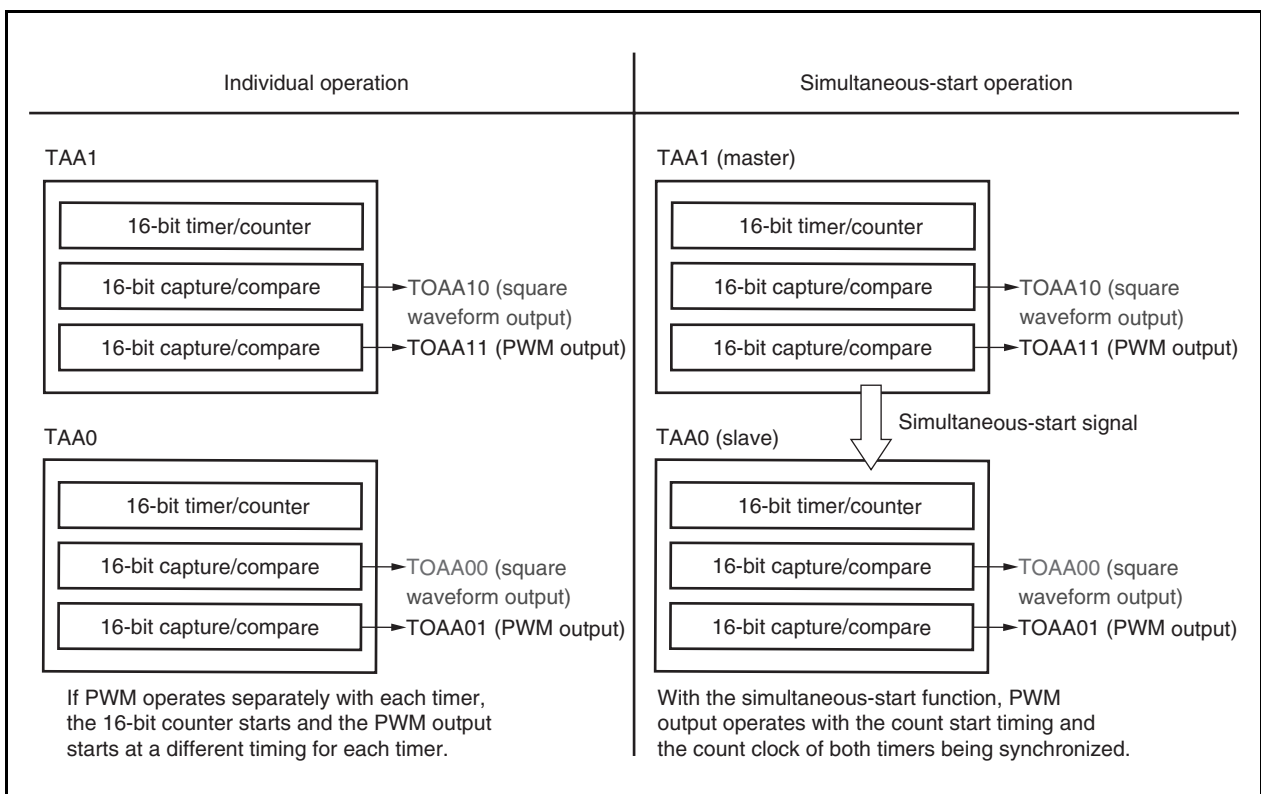 Individual operation
TAA1
16-bit timer/counter
16-bit capture/compare
TOAA10 (square
waveform output)
16-bit capture/compare
TOAA11 (PWM output)
TAA0
16-bit timer/counter
16-bit capture/compare
TOAA00 (square
waveform output)
16-bit capture/compare
TOAA01 (PWM output)
If PWM operates separately with each timer,
the 16-bit counter starts and the PWM output
starts at a different timing for each timer.
Simultaneous-start operation
TAA1 (master)
16-bit timer/counter
16-bit capture/compare
TOAA10 (square
waveform output)
16-bit capture/compare
TOAA11 (PWM output)
Simultaneous-start signal
TAA0 (slave)
16-bit timer/counter
16-bit capture/compare
TOAA00 (square
waveform output)
16-bit capture/compare
TOAA01 (PWM output)
With the simultaneous-start function, PWM
output operates with the count start timing and
the count clock of both timers being synchronized.